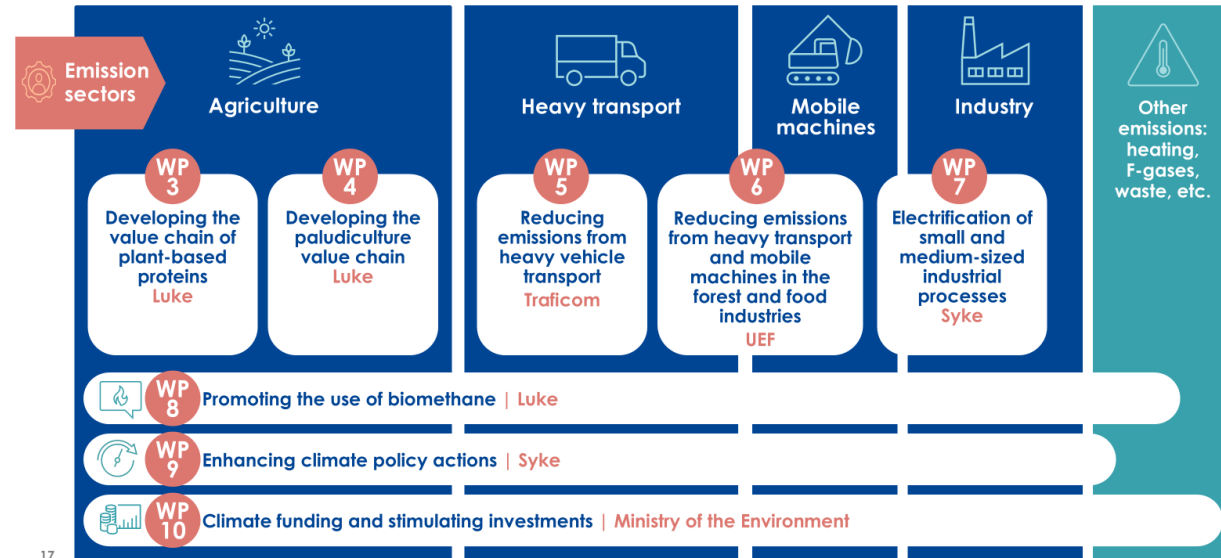 Emission
sectors
Agriculture
Heavy transport
Mobile
machines
Industry
Other
emissions:
heating,
F-gases,
waste, etc.
WP
3
Developing the
value chain of
plant-based
proteins
Luke
WP
4
Developing the
paludiculture
value chain
Luke
WP
5
Reducing
emissions from
heavy vehicle
transport
Traficom
WP
6
Reducing emissions
from heavy transport
and mobile
machines in the
forest and food
industries
UEF
WP
7
Electrification of
small and
medium-sized
industrial
processes
Syke
WP
8
Promoting the use of biomethane | Luke
WP
9
Enhancing climate policy actions | Syke
WP
10
Climate funding and stimulating investments | Ministry of the Environment
17